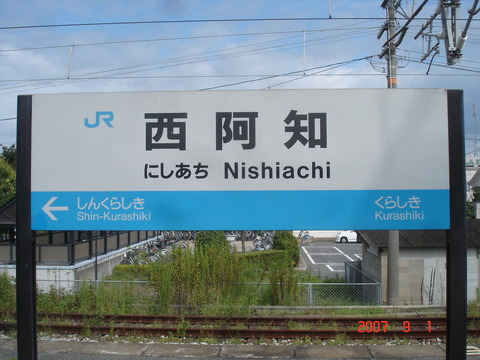 JR 西阿知
にしあち Nishiachi
← しんくらしき くらしき
Shin-Kurashiki Kurashiki
2007 9 1